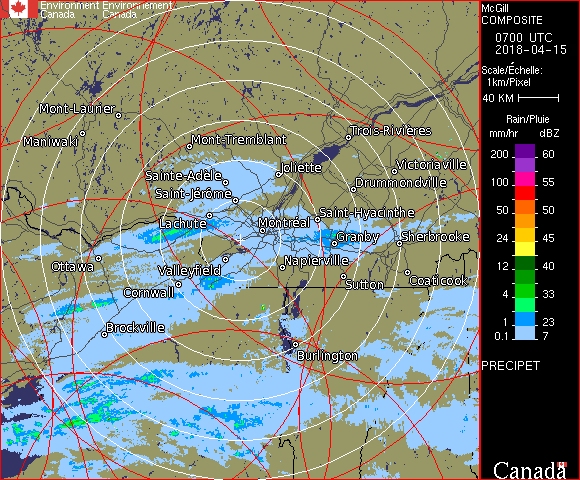 Environment Environnement
Canada Canada
McGill
COMPOSITE
0700 UTC
2018-04-15
Scale/Échelle:
1km/Pixel
40 KM
Rain/Pluie
mm/hr dBZ
200 60
100 55
50 50
24 45
12 40
4 33
1 23
0.1 7
PRECIPET
Canada
Mont-Laurier
Maniwaki
Mont-Tremblant
Trois-Rivières
Joliette
Victoriaville
Sainte-Adèle
Drummondville
Saint-Jérôme
Saint-Hyacinthe
Lachute
Montréal
Granby
Sherbrooke
Ottawa
Valleyfield
Napierville
Sutton
Coaticook
Cornwall
Brockville
Burlington